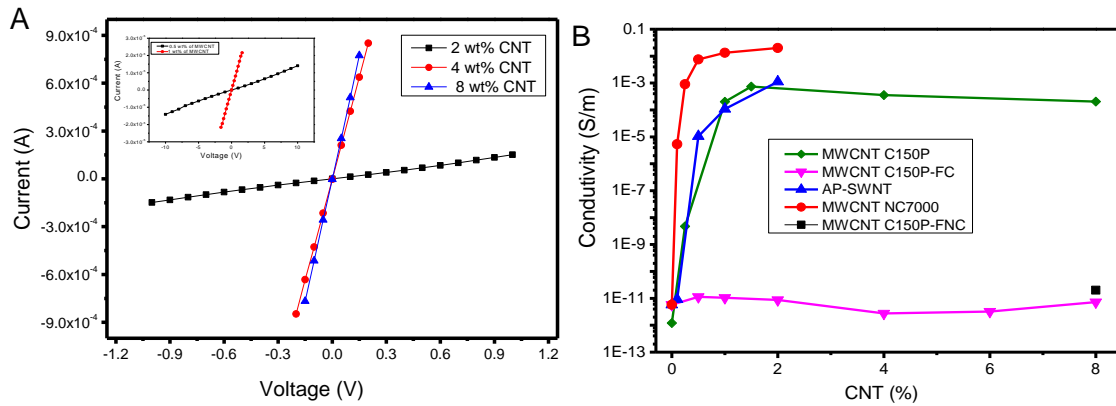 A
9.0x10⁻⁴
6.0x10⁻⁴
3.0x10⁻⁴
0.0
-3.0x10⁻⁴
-6.0x10⁻⁴
-9.0x10⁻⁴
Current (A)
-1.2 -0.9 -0.6 -0.3 0.0 0.3 0.6 0.9 1.2
Voltage (V)
2 wt% CNT
4 wt% CNT
8 wt% CNT
1 wt% of MWCNT
Current (A)
-10 -5 0 5 10
Voltage (V)
B
0.1
1E-3
1E-5
1E-7
1E-9
1E-11
1E-13
Condutivity (S/m)
0 2 4 6 8
CNT (%)
MWCNT C150P
MWCNT C150P-FC
AP-SWNT
MWCNT NC7000
MWCNT C150P-FNC